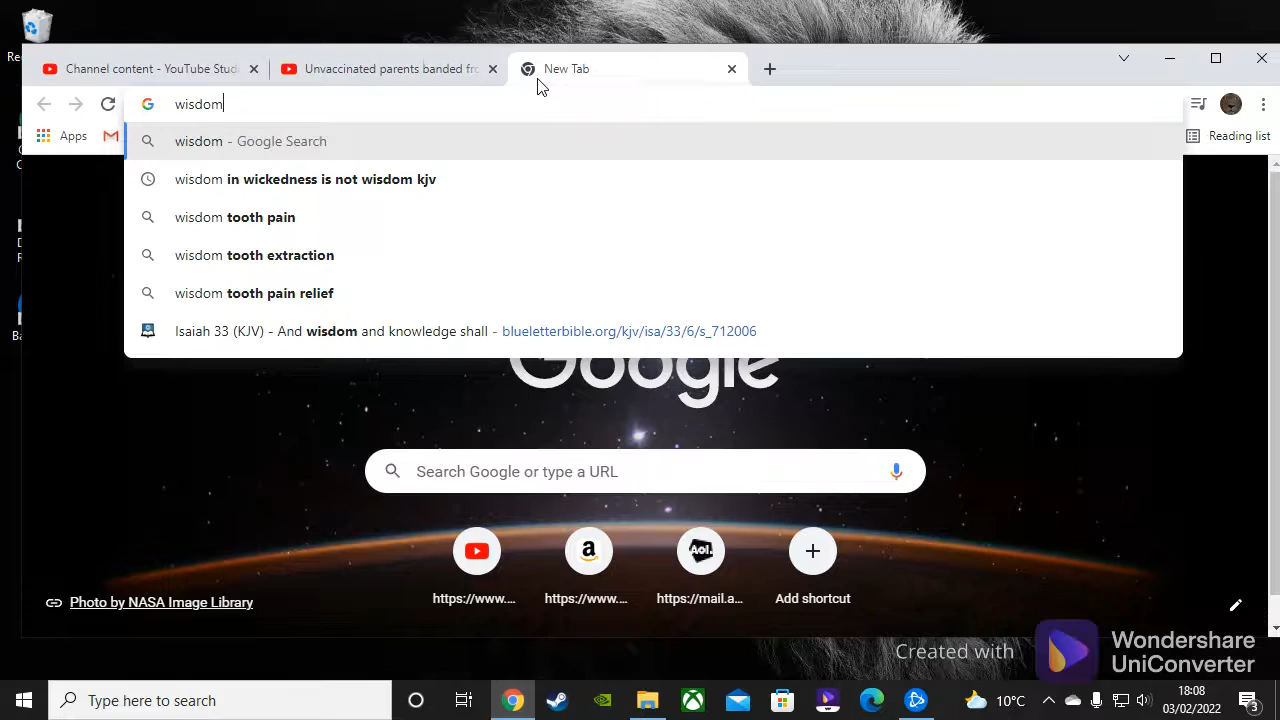 Channel content - YouTube Stud
Unvaccinated parents banded fro
New Tab
wisdom
Apps
Reading list
wisdom - Google Search
wisdom in wickedness is not wisdom kjv
wisdom tooth pain
wisdom tooth extraction
wisdom tooth pain relief
Isaiah 33 (KJV) - And wisdom and knowledge shall - blueletterbible.org/kjv/isa/33/6/s_712006
Google
Search Google or type a URL
Aol.
https://www....
https://www....
https://mail.a...
Add shortcut
Photo by NASA Image Library
Created with
Wondershare
UniConverter
Type here to search
10°C
18:08
03/02/2022
5